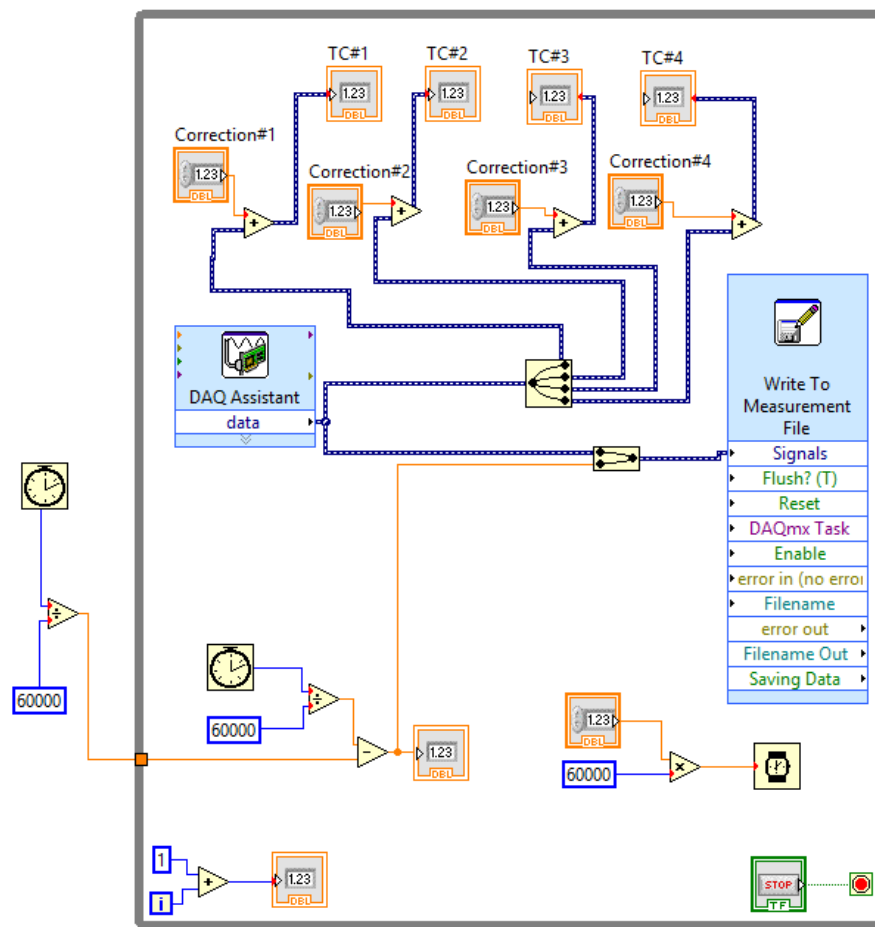 TC#1
TC#2
TC#3
TC#4
1.23
DBL
1.23
DBL
1.23
DBL
1.23
DBL
Correction#1
Correction#2
Correction#3
Correction#4
1.23
DBL
1.23
DBL
1.23
DBL
1.23
DBL
+
+
+
+
DAQ Assistant
data
Write To
Measurement
File
Signals
Flush? (T)
Reset
DAQmx Task
Enable
error in (no erroı
Filename
error out
Filename Out
Saving Data
÷
60000
÷
60000
−
1.23
DBL
1.23
DBL
60000
×
1
i
+
1.23
DBL
STOP
TF